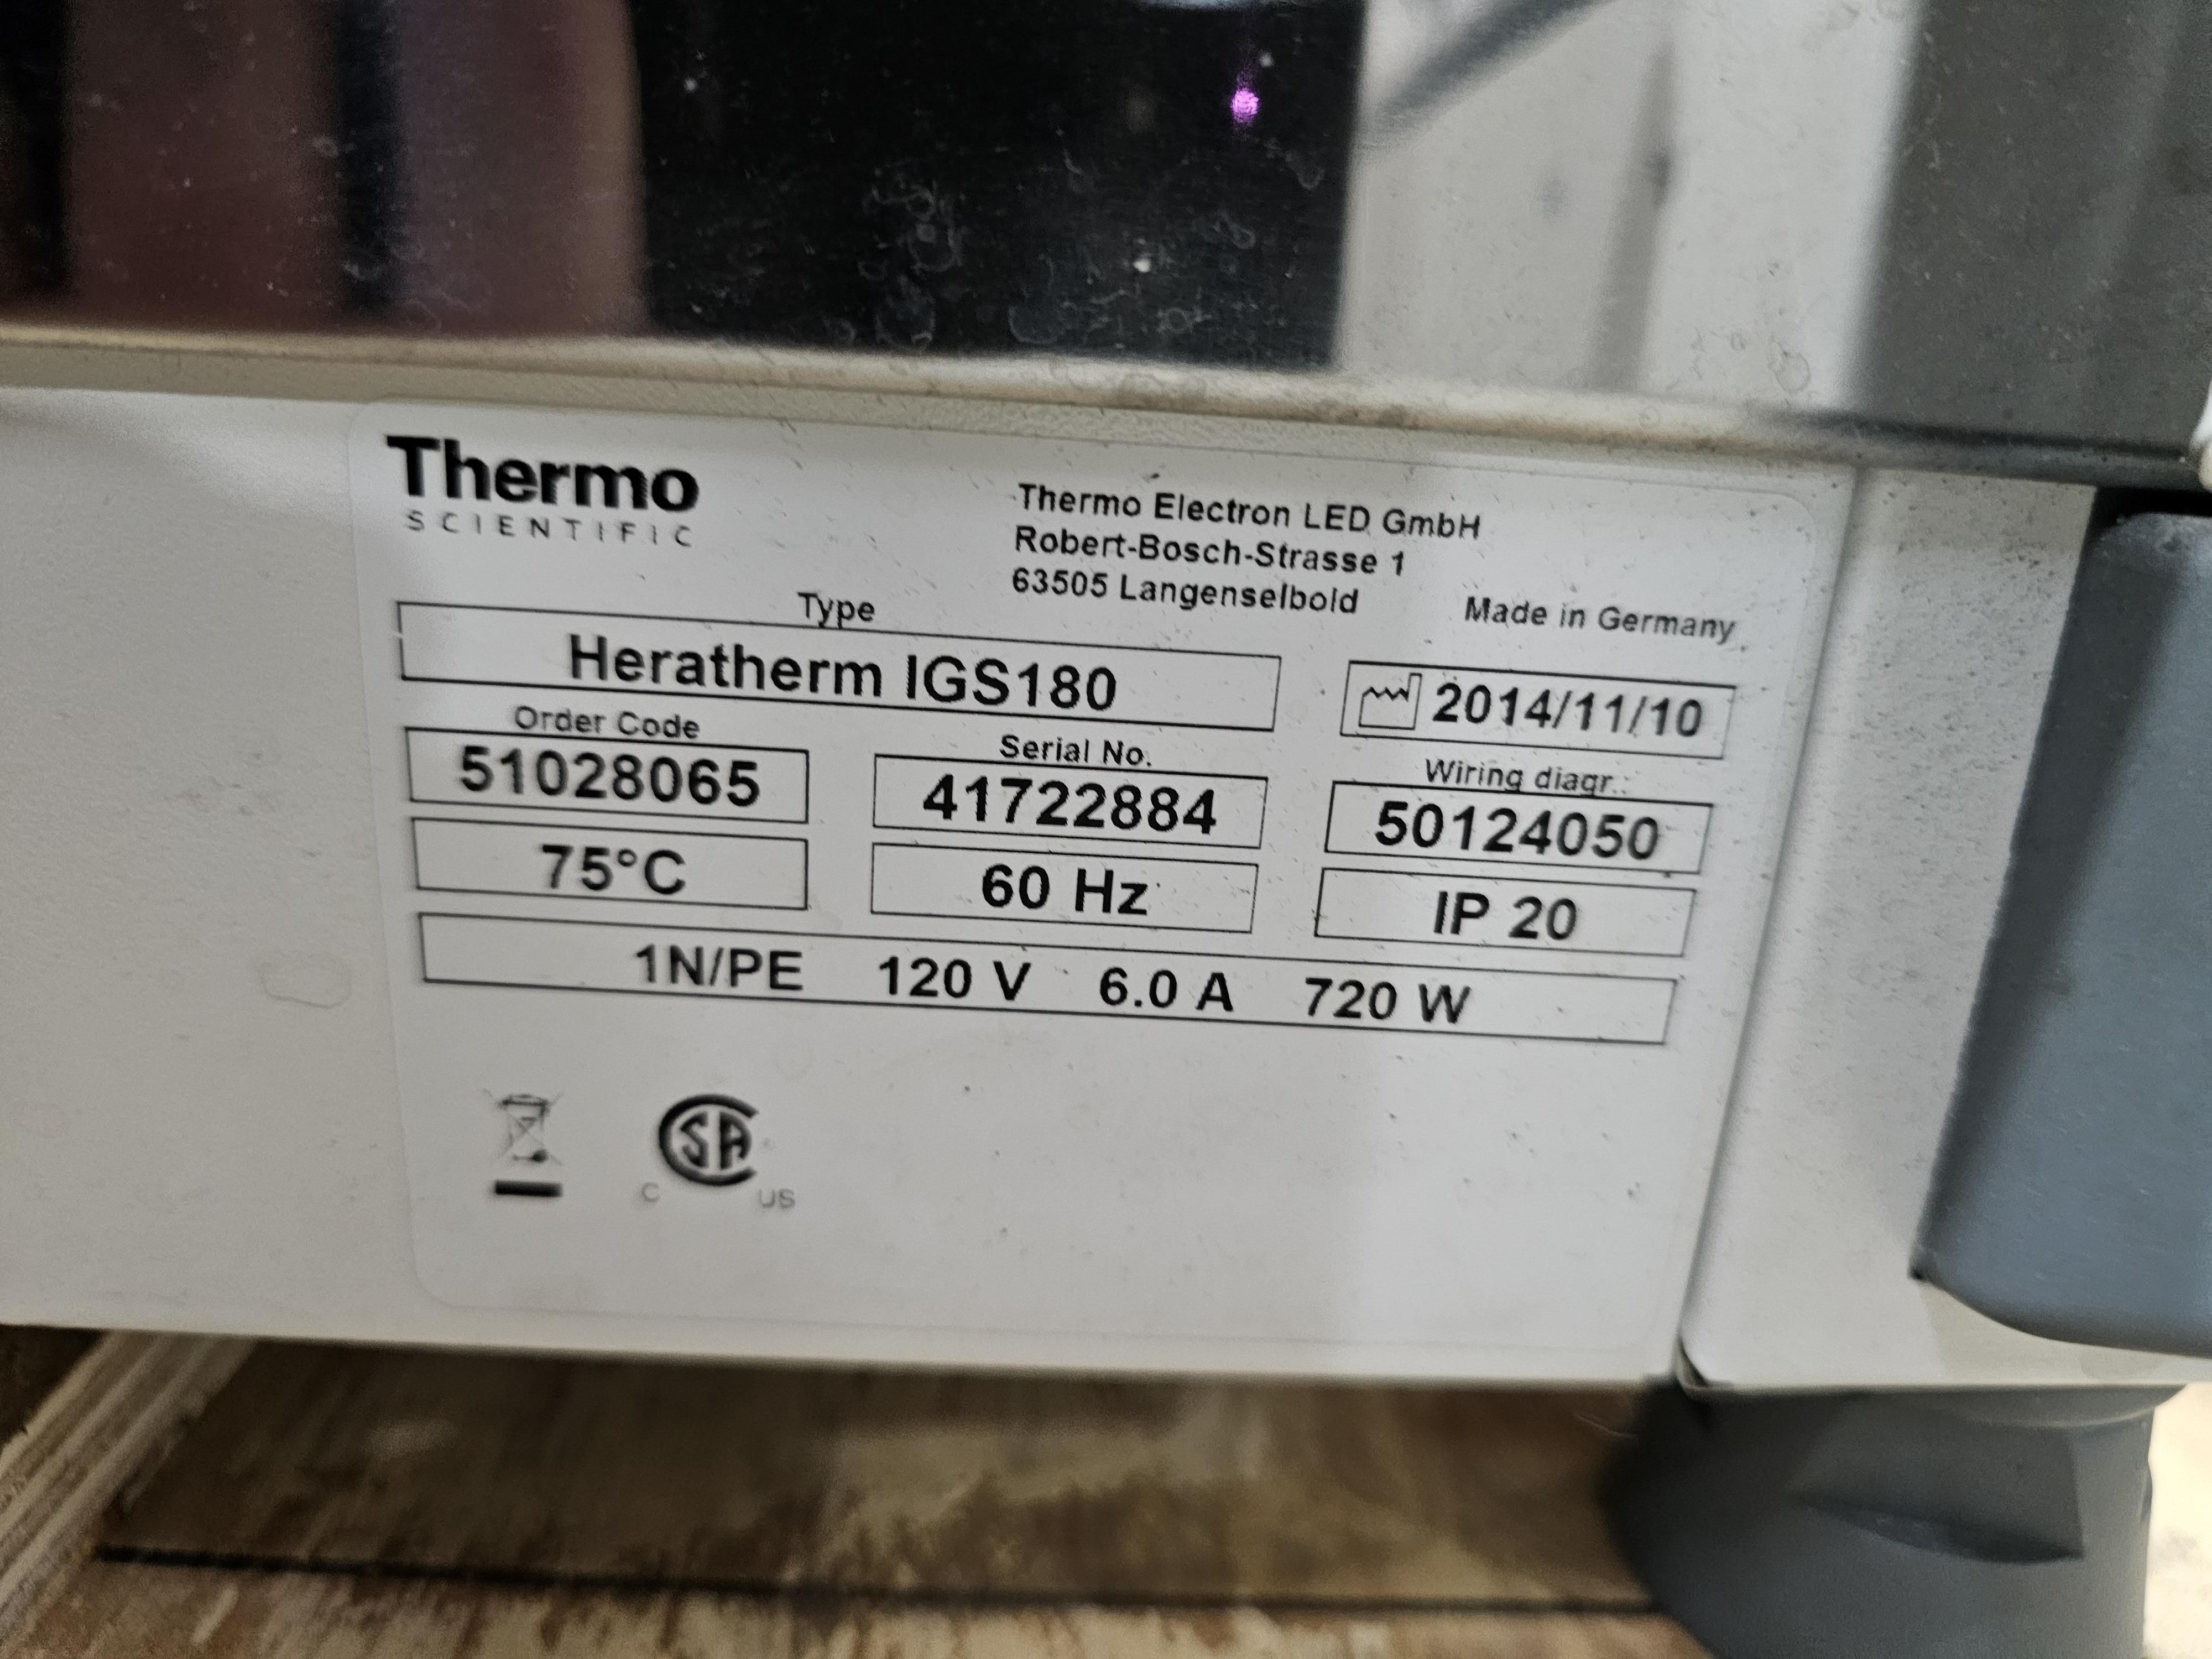 Thermo
SCIENTIFIC
Thermo Electron LED GmbH
Robert-Bosch-Strasse 1
63505 Langenselbold
Made in Germany
Type
Heratherm IGS180
2014/11/10
Order Code
51028065
Serial No.
41722884
Wiring diagr.:
50124050
75°C
60 Hz
IP 20
1N/PE 120 V 6.0 A 720 W
CSA
C US